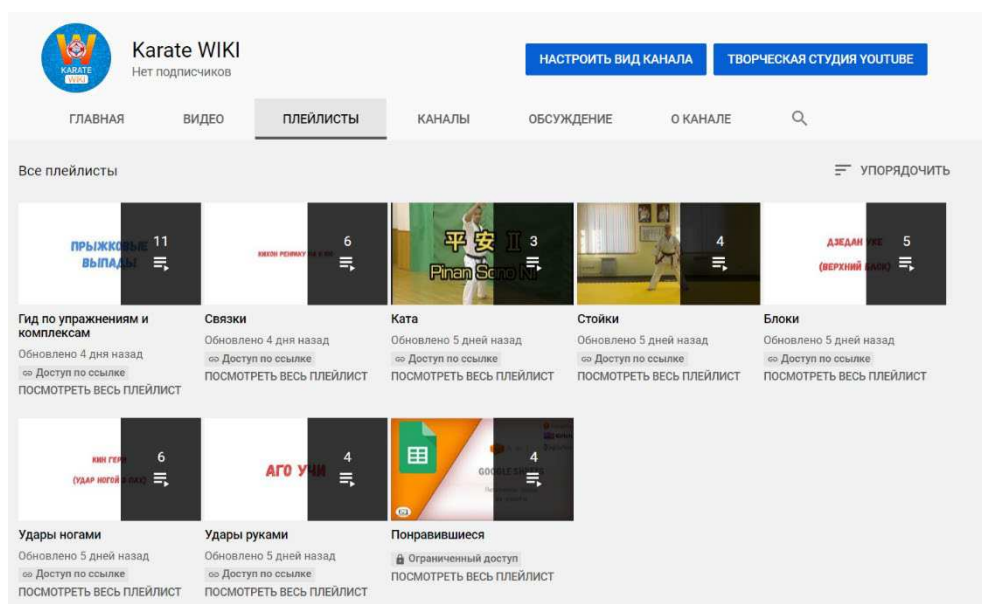 KARATE
WIKI
Karate WIKI
Нет подписчиков
НАСТРОИТЬ ВИД КАНАЛА
ТВОРЧЕСКАЯ СТУДИЯ YOUTUBE
ГЛАВНАЯ ВИДЕО ПЛЕЙЛИСТЫ КАНАЛЫ ОБСУЖДЕНИЕ О КАНАЛЕ
Все плейлисты
УПОРЯДОЧИТЬ
ПРЫЖКОВЫЕ
ВЫПАДЫ
11
6
平安II
Pinan Sono Ni
3
4
ДЗЕДАН УКЕ
(ВЕРХНИЙ БЛОК)
5
Гид по упражнениям и
комплексам
Обновлено 4 дня назад
Доступ по ссылке
ПОСМОТРЕТЬ ВЕСЬ ПЛЕЙЛИСТ
Связки
Обновлено 4 дня назад
Доступ по ссылке
ПОСМОТРЕТЬ ВЕСЬ ПЛЕЙЛИСТ
Ката
Обновлено 5 дней назад
Доступ по ссылке
ПОСМОТРЕТЬ ВЕСЬ ПЛЕЙЛИСТ
Стойки
Обновлено 5 дней назад
Доступ по ссылке
ПОСМОТРЕТЬ ВЕСЬ ПЛЕЙЛИСТ
Блоки
Обновлено 5 дней назад
Доступ по ссылке
ПОСМОТРЕТЬ ВЕСЬ ПЛЕЙЛИСТ
КИН ГЕРИ
(УДАР НОГОЙ В ПАХ)
6
АГО УЧИ
4
GOOGLE SHEETS
4
Удары ногами
Обновлено 5 дней назад
Доступ по ссылке
ПОСМОТРЕТЬ ВЕСЬ ПЛЕЙЛИСТ
Удары руками
Обновлено 5 дней назад
Доступ по ссылке
ПОСМОТРЕТЬ ВЕСЬ ПЛЕЙЛИСТ
Понравившиеся
Ограниченный доступ
ПОСМОТРЕТЬ ВЕСЬ ПЛЕЙЛИСТ